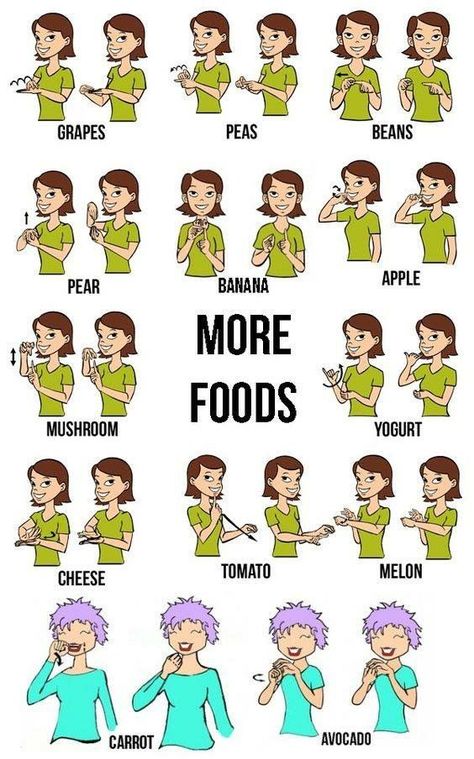 GRAPES
PEAS
BEANS
PEAR
BANANA
APPLE
MORE
FOODS
MUSHROOM
YOGURT
CHEESE
TOMATO
MELON
CARROT
AVOCADO